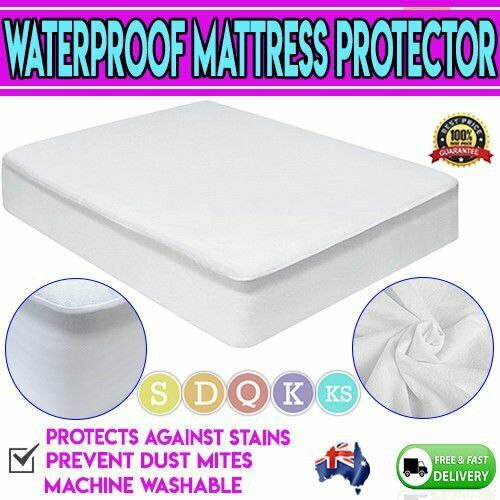 WATERPROOF MATTRESS PROTECTOR
BEST PRICE
100%
GUARANTEE
S D Q K KS
PROTECTS AGAINST STAINS
PREVENT DUST MITES
MACHINE WASHABLE
FREE & FAST
DELIVERY